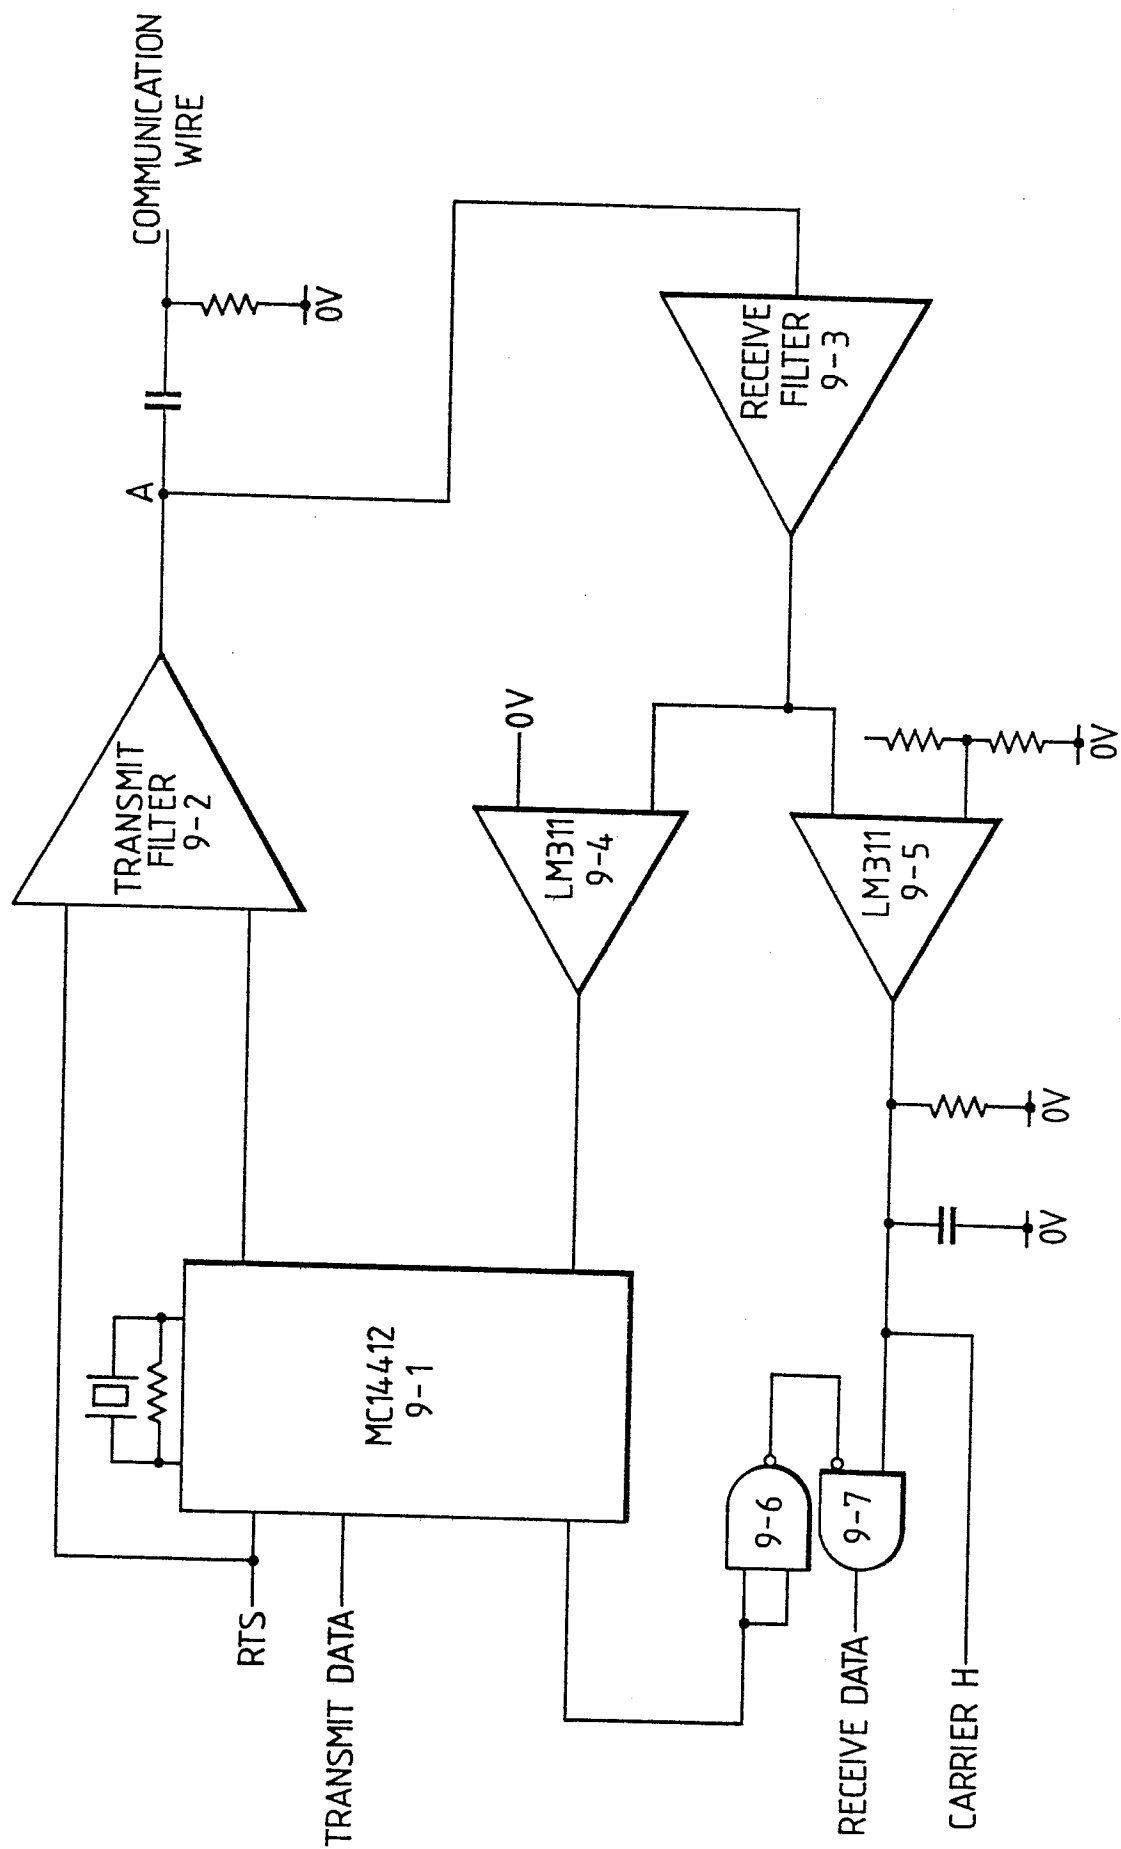 COMMUNICATION
WIRE
0V
A
TRANSMIT
FILTER
9-2
RECEIVE
FILTER
9-3
0V
LM311
9-4
LM311
9-5
0V
0V
0V
MC14412
9-1
RTS
TRANSMIT DATA
9-6
9-7
RECEIVE DATA
CARRIER H